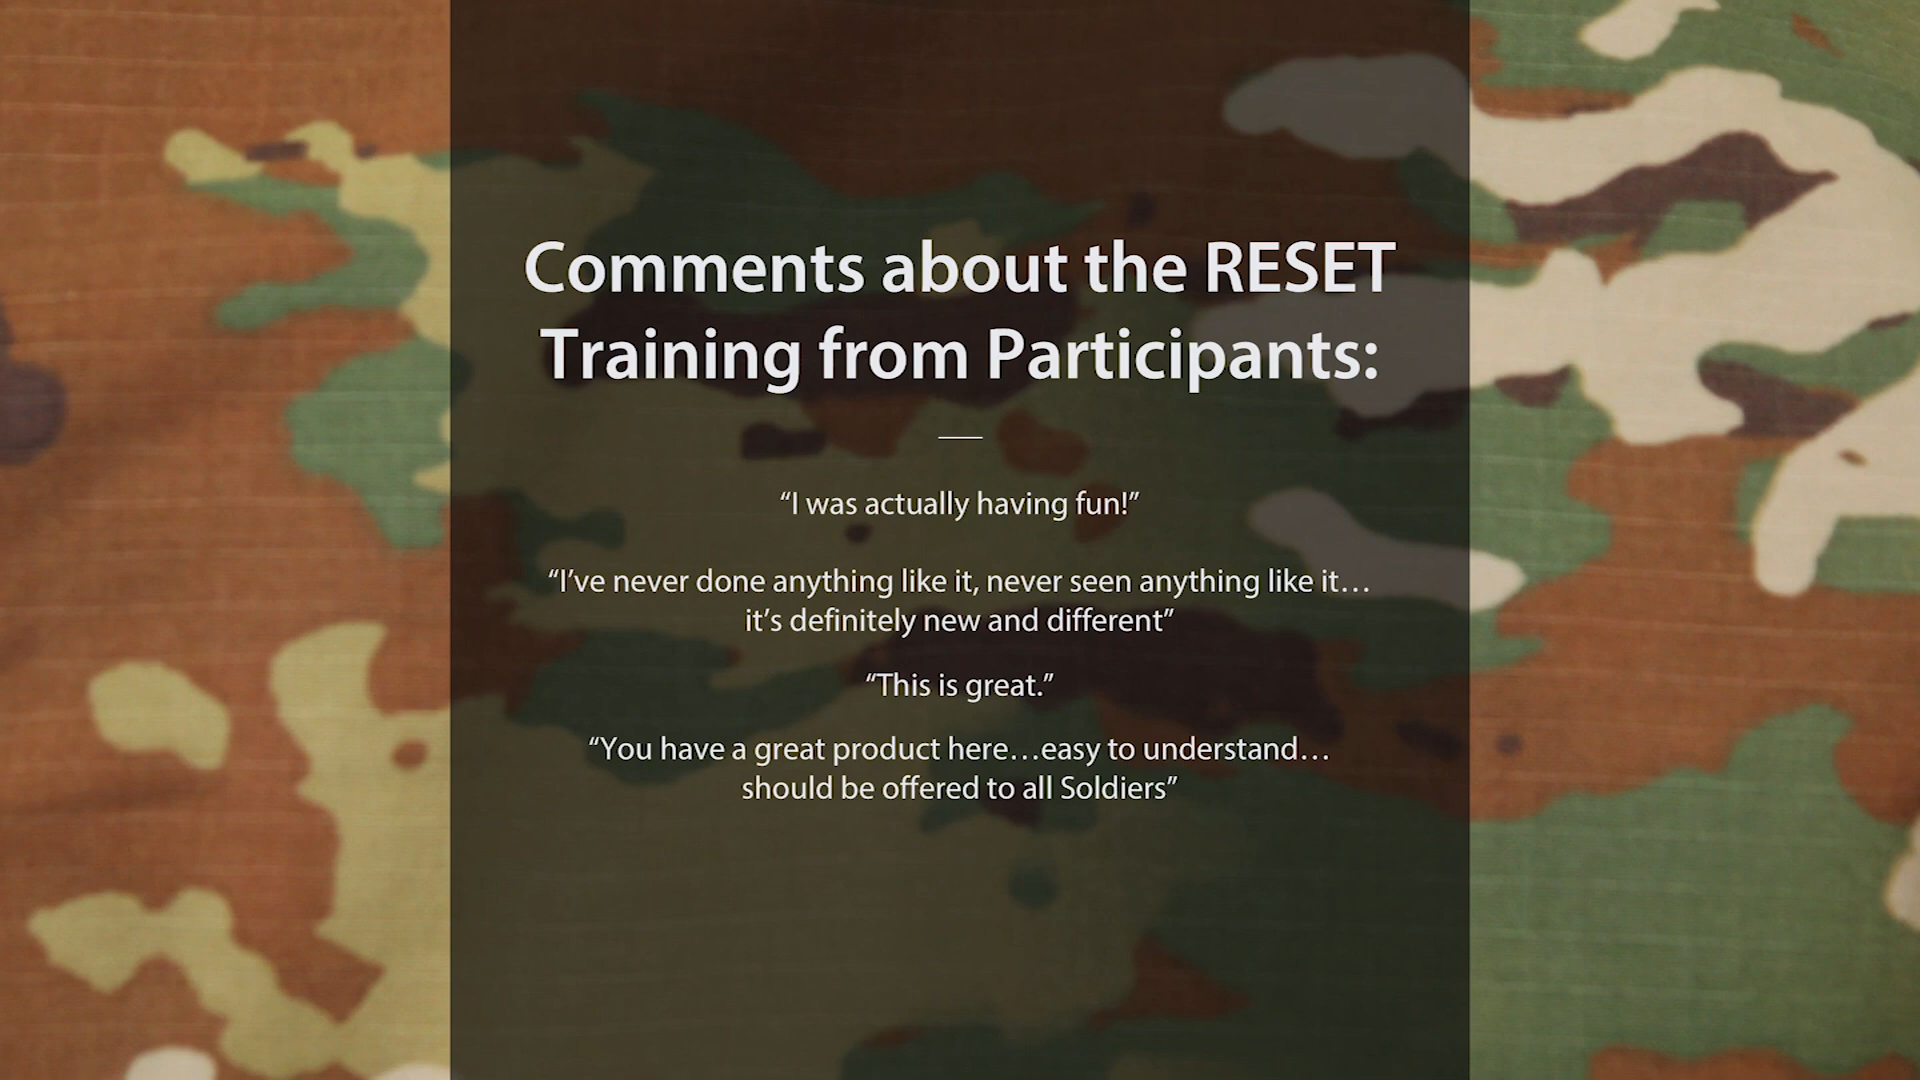 Comments about the RESET
Training from Participants:
“I was actually having fun!”
“I’ve never done anything like it, never seen anything like it…
it’s definitely new and different”
“This is great.”
“You have a great product here…easy to understand…
should be offered to all Soldiers”